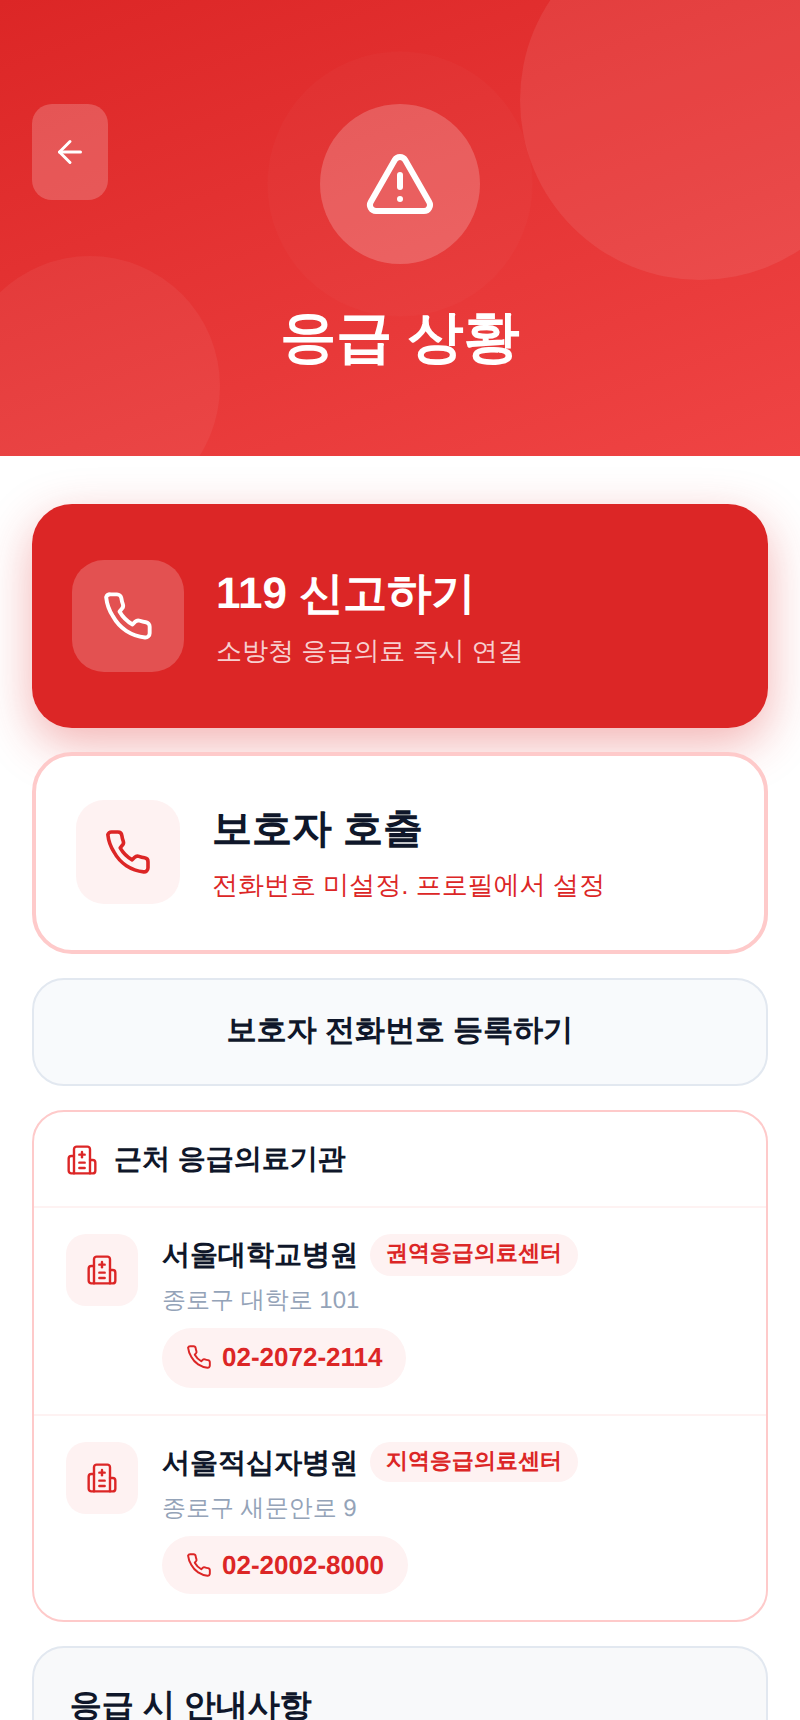 응급 상황
119 신고하기
소방청 응급의료 즉시 연결
보호자 호출
전화번호 미설정. 프로필에서 설정
보호자 전화번호 등록하기
근처 응급의료기관
서울대학교병원 권역응급의료센터
종로구 대학로 101
02-2072-2114
서울적십자병원 지역응급의료센터
종로구 새문안로 9
02-2002-8000
응급 시 안내사항